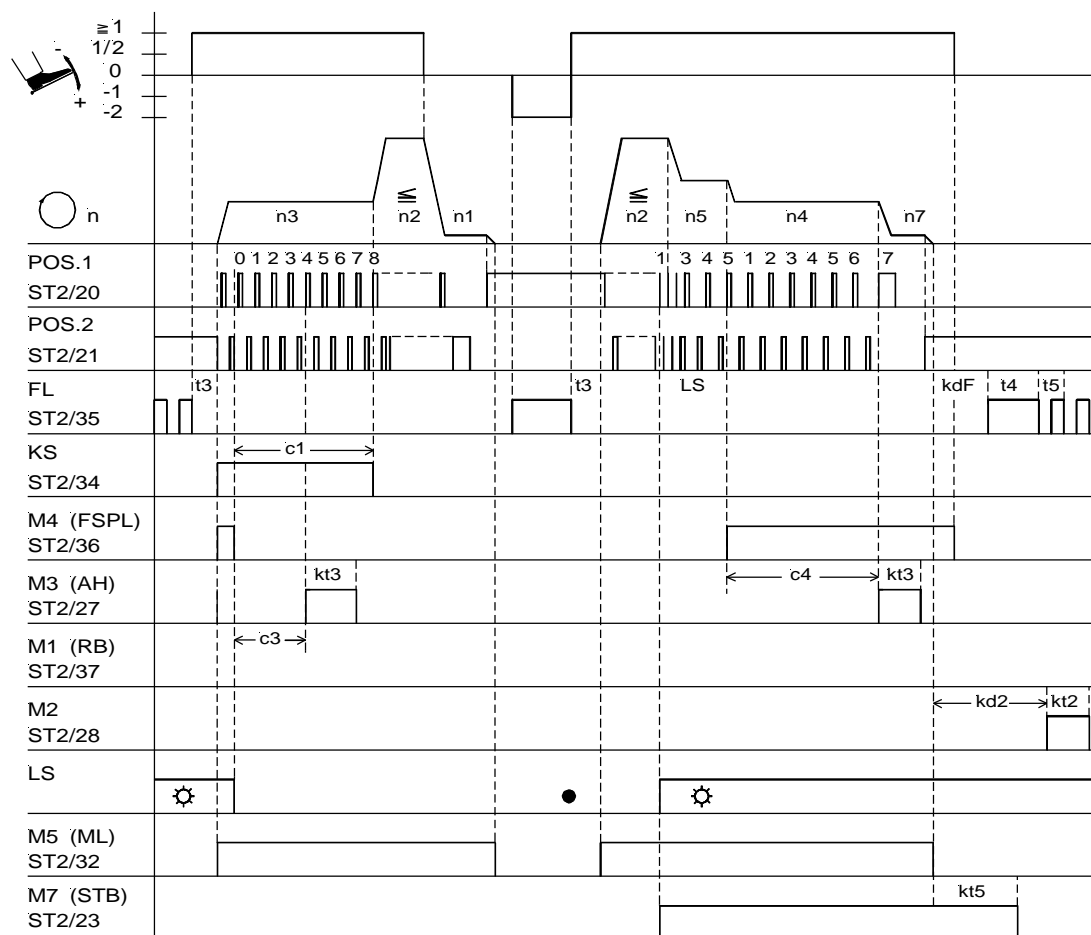 ≧1
1/2
0
-1
-2
-
+
n
n3
≦
n2
n1
≦
n2
n5
n4
n7
POS.1
ST2/20
0 1 2 3 4 5 6 7 8
1 3 4 5 1 2 3 4 5 6 7
POS.2
ST2/21
FL
ST2/35
t3
t3
LS
kdF
t4
t5
KS
ST2/34
c1
M4 (FSPL)
ST2/36
M3 (AH)
ST2/27
kt3
c4
kt3
M1 (RB)
ST2/37
c3
M2
ST2/28
kd2
kt2
LS
M5 (ML)
ST2/32
M7 (STB)
ST2/23
kt5